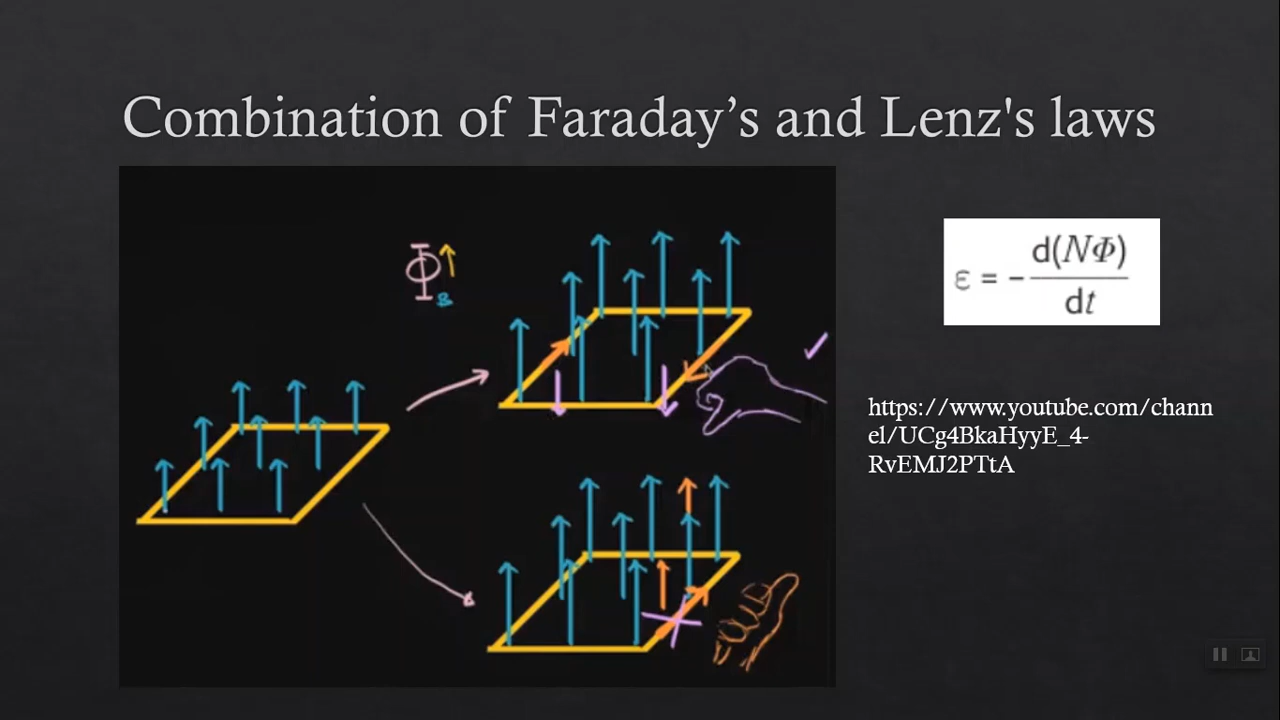 Combination of Faraday’s and Lenz's laws
Φ
B
ε = - d(NΦ)
dt
https://www.youtube.com/chann
el/UCg4BkaHyyE_4-
RvEMJ2PTtA